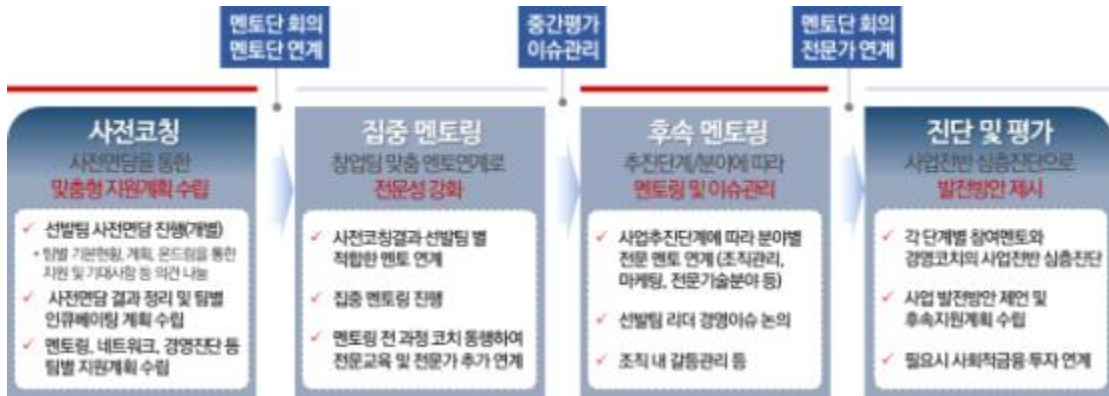 멘토단 회의
멘토단 연계
중간평가
이슈관리
멘토단 회의
전문가 연계
사전코칭
사전면담을 통한
맞춤형 지원계획 수립
선발팀 사전면담 진행(개별)
• 팀별 기본현황, 계획, 온드림을 통한
지원 및 기대사항 등 의견 나눔
사전면담 결과 정리 및 팀별
인큐베이팅 계획 수립
멘토링, 네트워크, 경영진단 등
팀별 지원계획 수립
집중 멘토링
창업팀 맞춤 멘토연계로
전문성 강화
사전코칭결과 선발팀 별
적합한 멘토 연계
집중 멘토링 진행
멘토링 전 과정 코치 동행하여
전문교육 및 전문가 추가 연계
후속 멘토링
추진단계/분야에 따라
멘토링 및 이슈관리
사업추진단계에 따라 분야별
전문 멘토 연계 (조직관리,
마케팅, 전문기술분야 등)
선발팀 리더 경영이슈 논의
조직 내 갈등관리 등
진단 및 평가
사업전반 심층진단으로
발전방안 제시
각 단계별 참여멘토와
경영코치의 사업전반 심층진단
사업 발전방안 제언 및
후속지원계획 수립
필요시 사회적금융 투자 연계